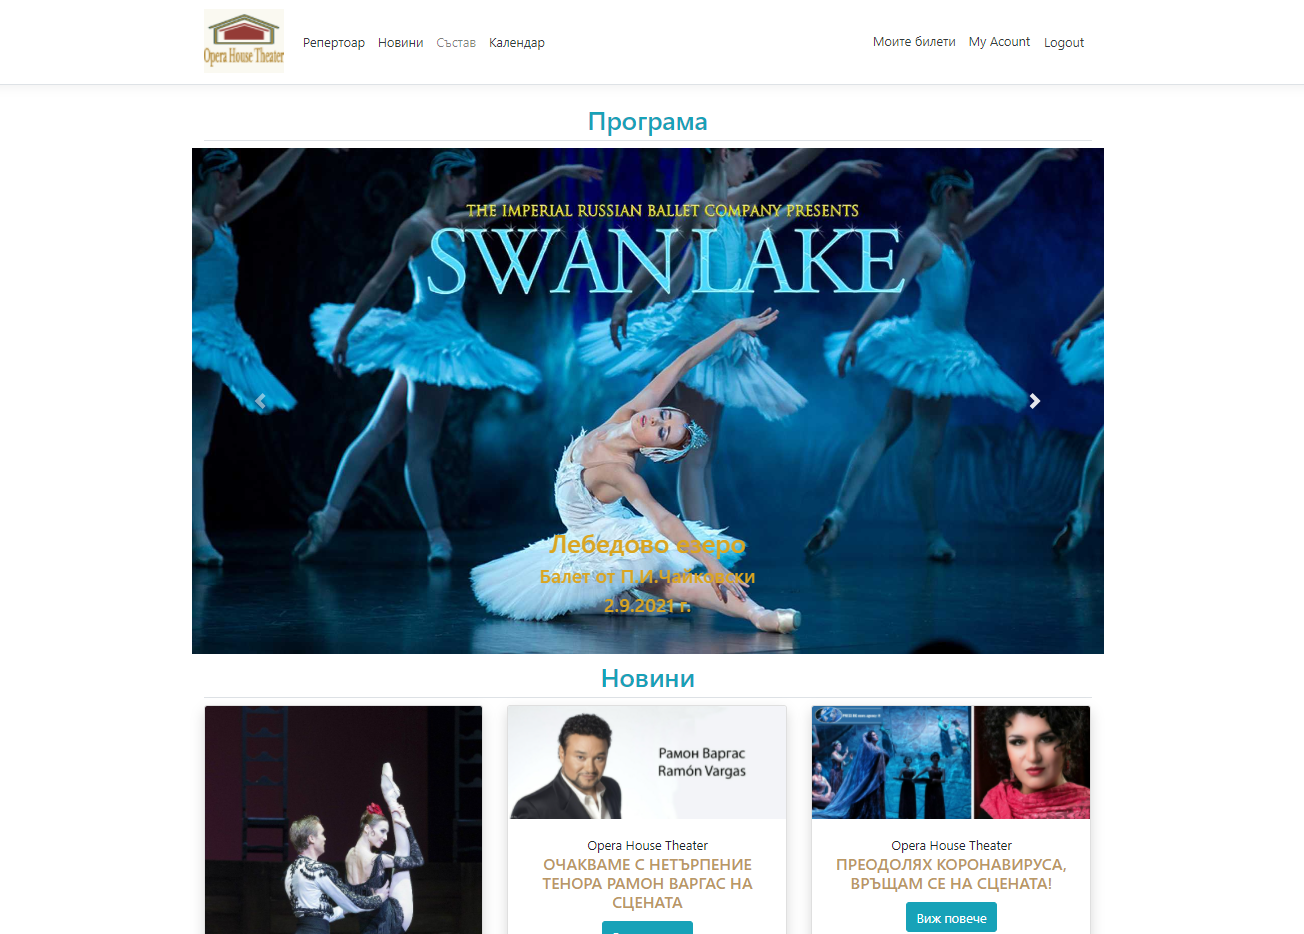 Opera House Theater
Репертоар Новини Състав Календар
Моите билети My Acount Logout
Програма
THE IMPERIAL RUSSIAN BALLET COMPANY PRESENTS
SWAN LAKE
Лебедово езеро
Балет от П.И.Чайковски
2.9.2021 г.
Новини
Рамон Варгас
Ramón Vargas
Opera House Theater
ОЧАКВАМЕ С НЕТЪРПЕНИЕ
ТЕНОРА РАМОН ВАРГАС НА
СЦЕНАТА
Opera House Theater
ПРЕОДОЛЯХ КОРОНАВИРУСА,
ВРЪЩАМ СЕ НА СЦЕНАТА!
Виж повече